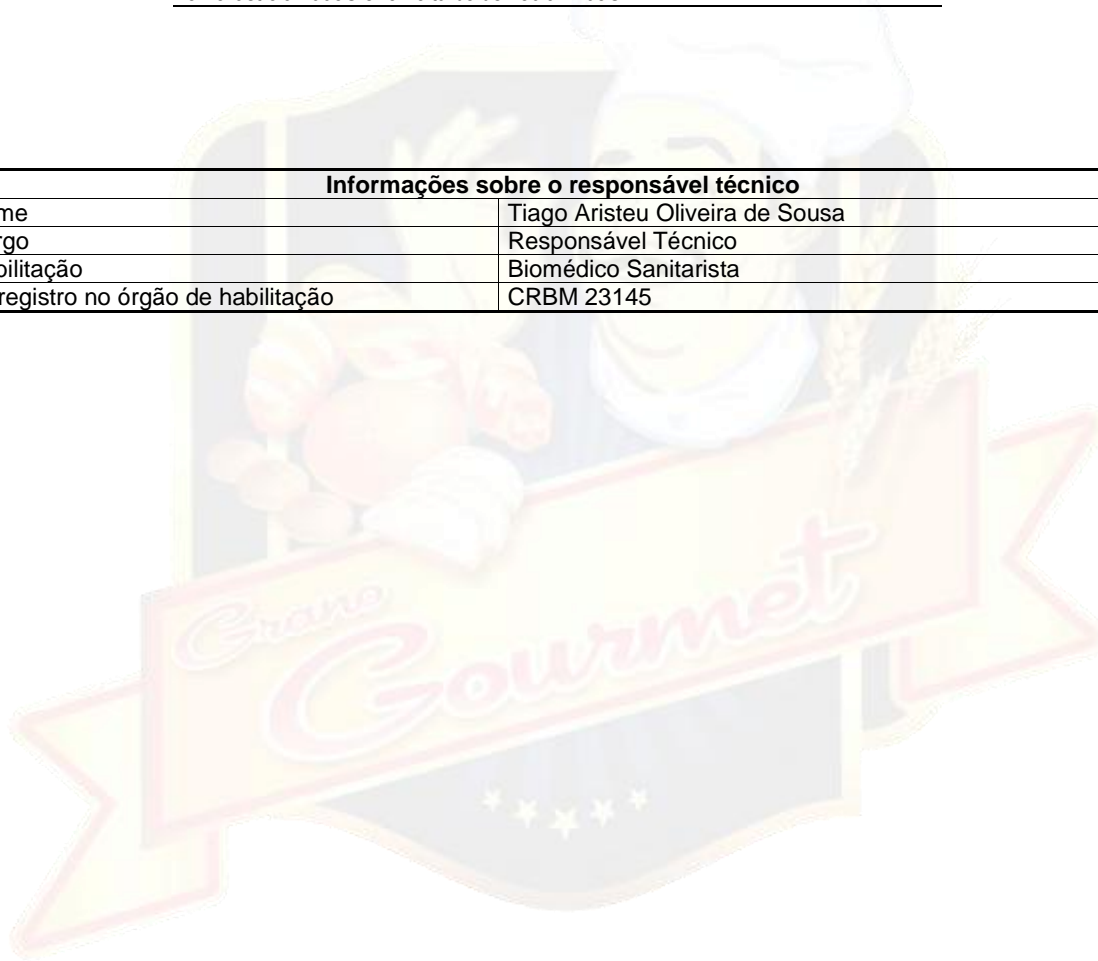 Informações sobre o responsável técnico
me Tiago Aristeu Oliveira de Sousa
rgo Responsável Técnico
bilitação Biomédico Sanitarista
registro no órgão de habilitação CRBM 23145
Grano
Gourmet